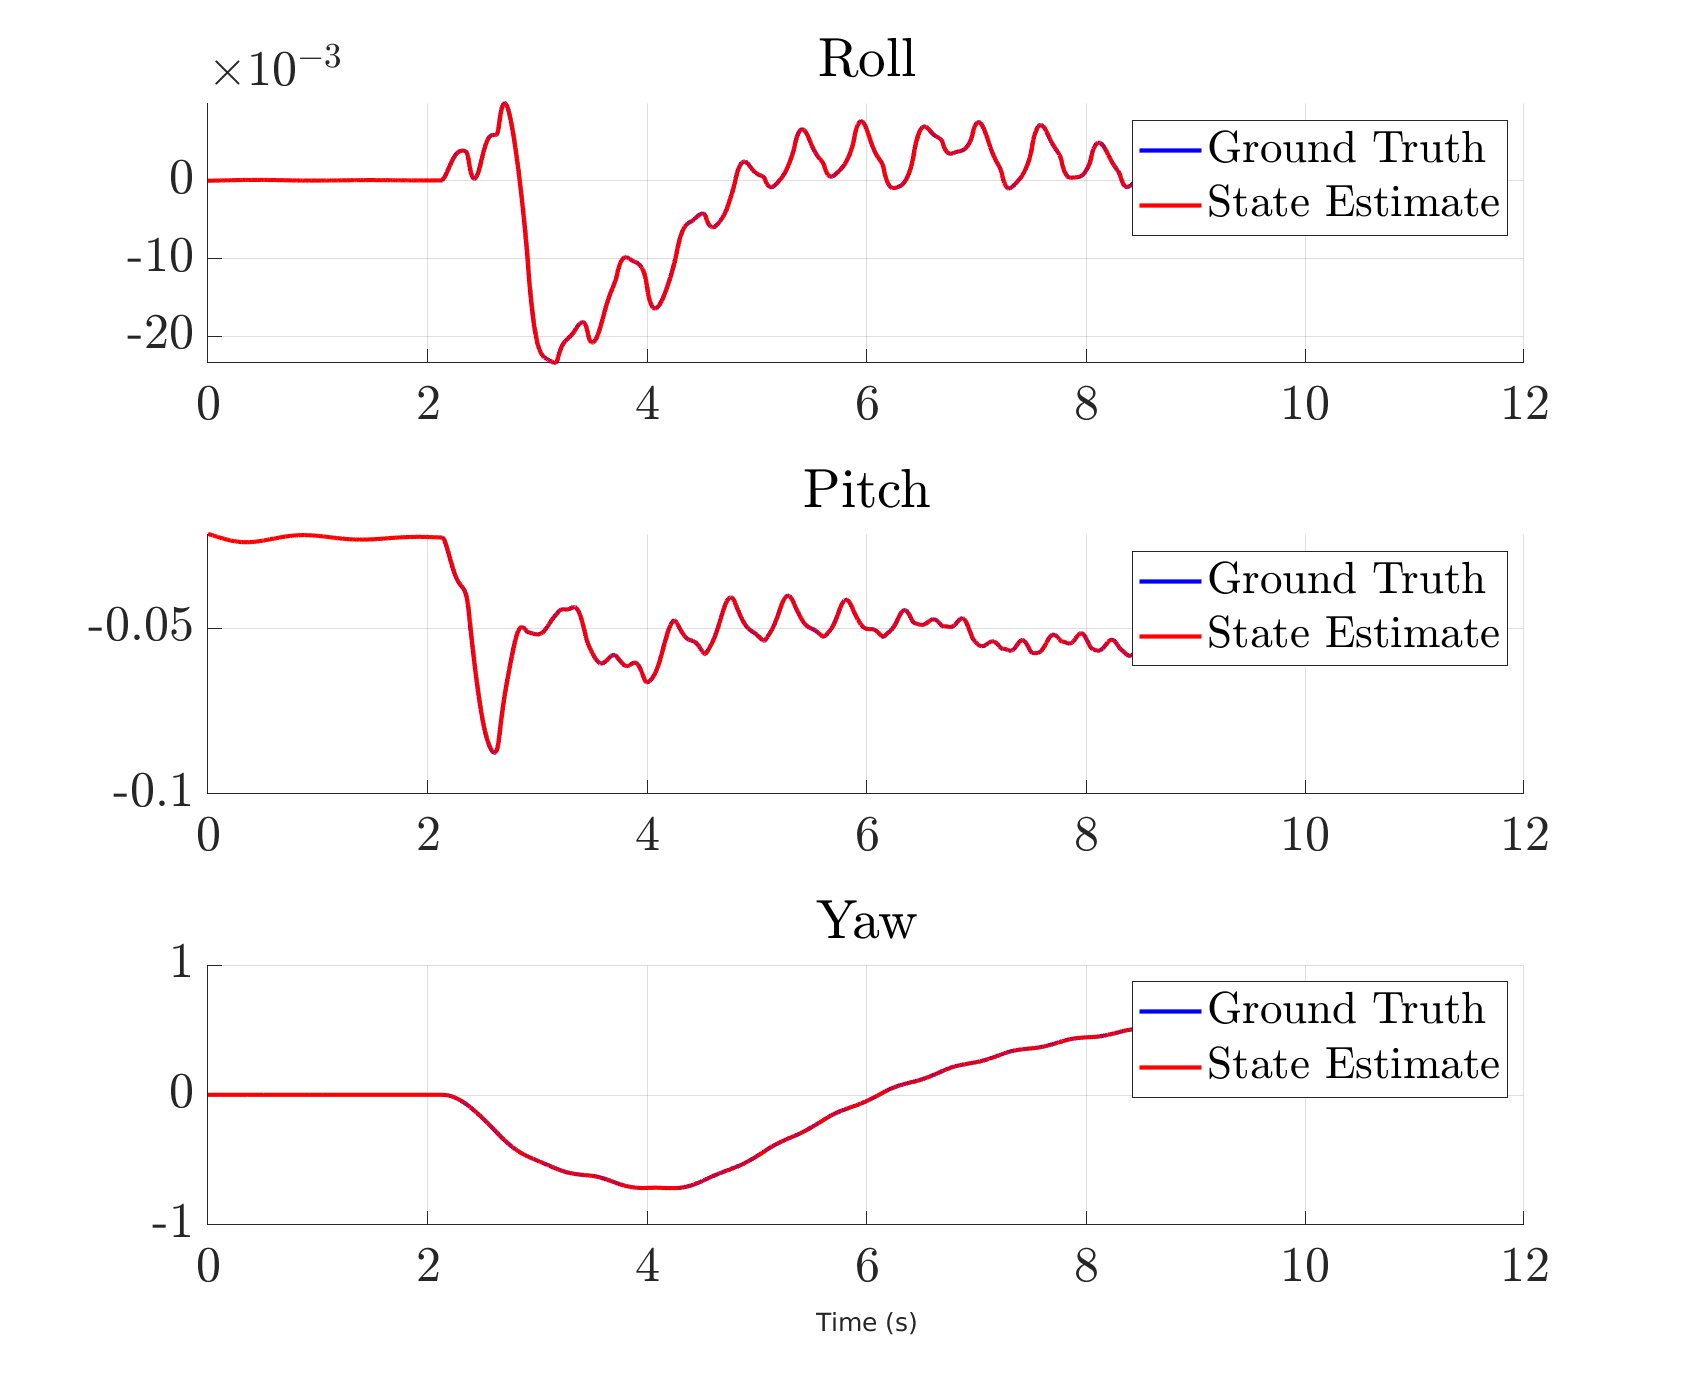 Roll
×10⁻³
0
-10
-20
Ground Truth
State Estimate
0 2 4 6 8 10 12
Pitch
-0.05
-0.1
Ground Truth
State Estimate
0 2 4 6 8 10 12
Yaw
1
0
-1
Ground Truth
State Estimate
0 2 4 6 8 10 12
Time (s)